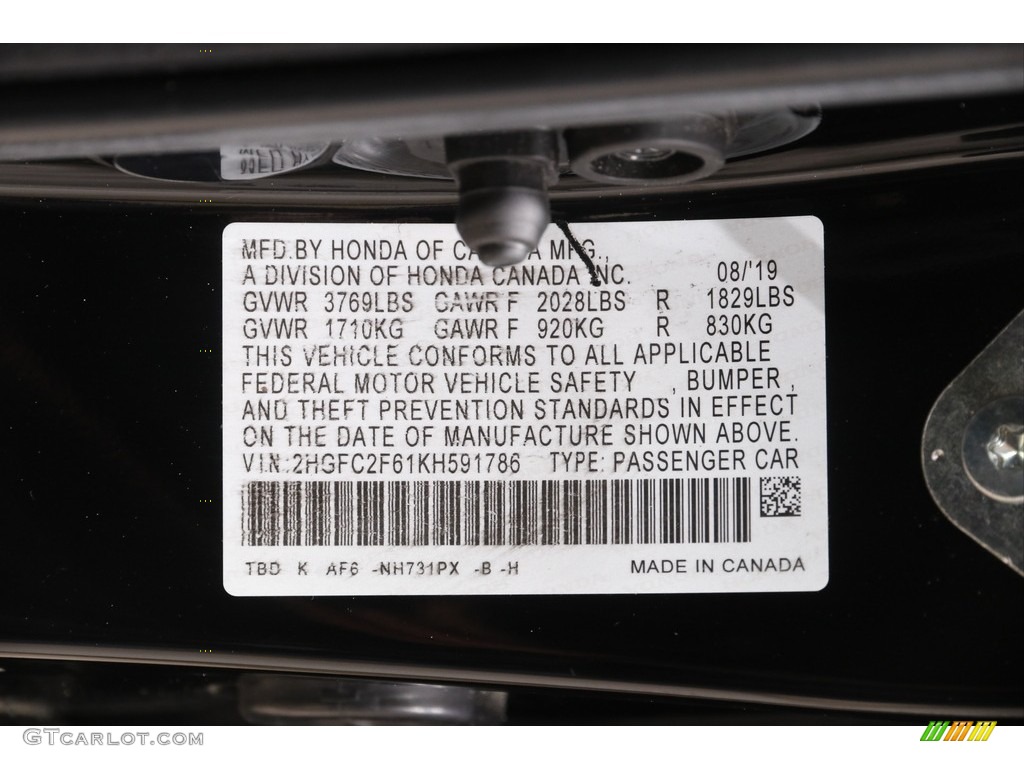 MFD.BY HONDA OF MFG.,
A DIVISION OF HONDA CANADA INC. 08/'19
GVWR 3769LBS GAWR F 2028LBS R 1829LBS
GVWR 1710KG GAWR F 920KG R 830KG
THIS VEHICLE CONFORMS TO ALL APPLICABLE
FEDERAL MOTOR VEHICLE SAFETY , BUMPER ,
AND THEFT PREVENTION STANDARDS IN EFFECT
ON THE DATE OF MANUFACTURE SHOWN ABOVE.
VIN:2HGFC2F61KH591786 TYPE: PASSENGER CAR
TBD K AF6 -NH731PX -B -H MADE IN CANADA
GTCarlot.com